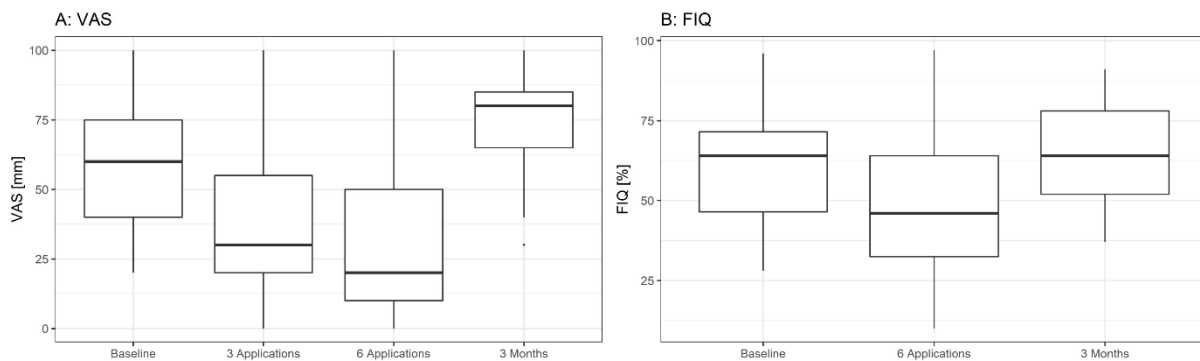 A: VAS
VAS [mm]
100
75
50
25
0
Baseline
3 Applications
6 Applications
3 Months
B: FIQ
FIQ [%]
100
75
50
25
Baseline
6 Applications
3 Months